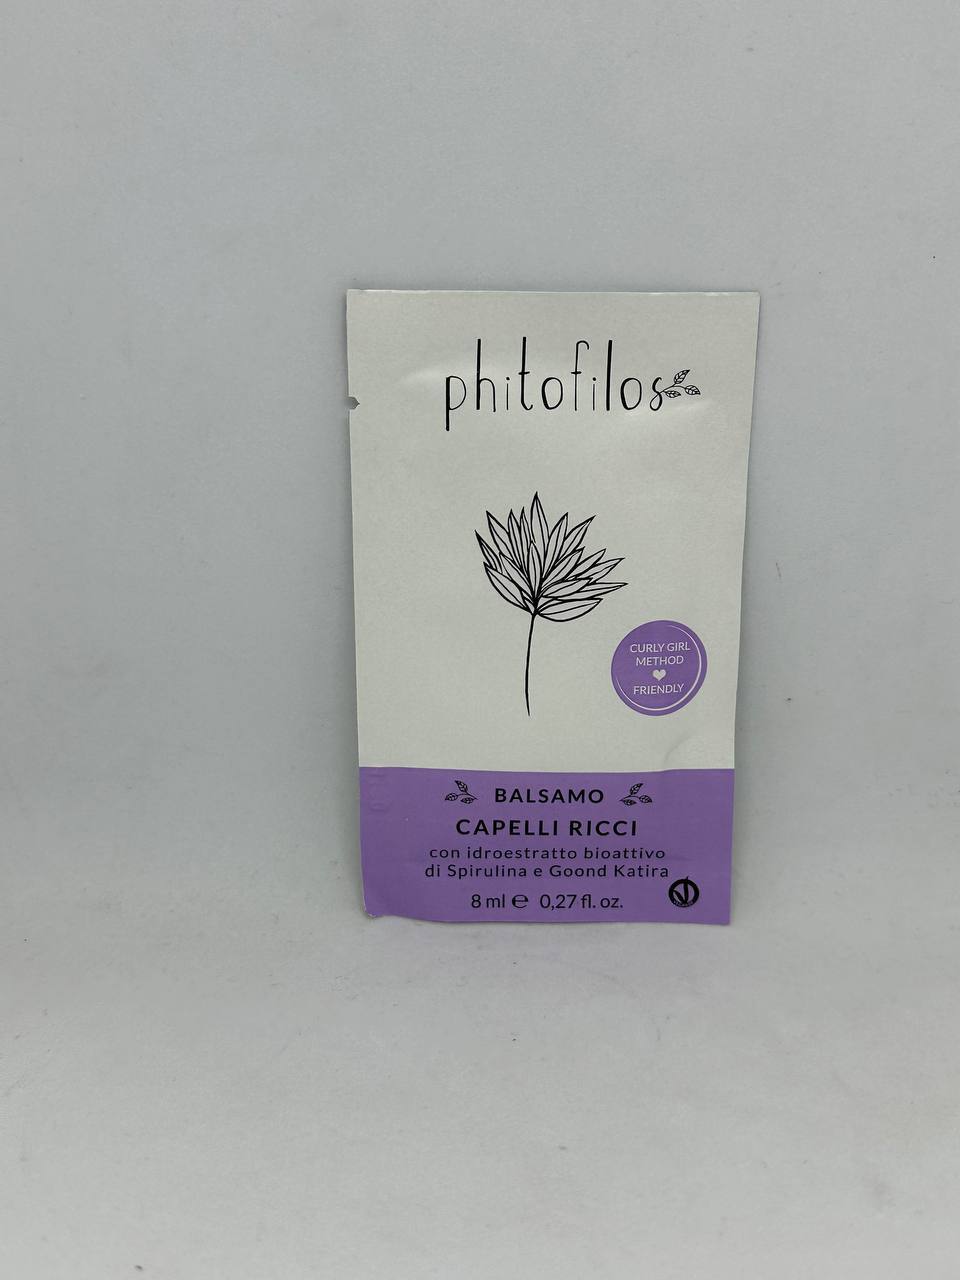 phitofilos
CURLY GIRL
METHOD
FRIENDLY
BALSAMO
CAPELLI RICCI
con idroestratto bioattivo
di Spirulina e Goond Katira
8 ml ℮ 0,27 fl. oz.